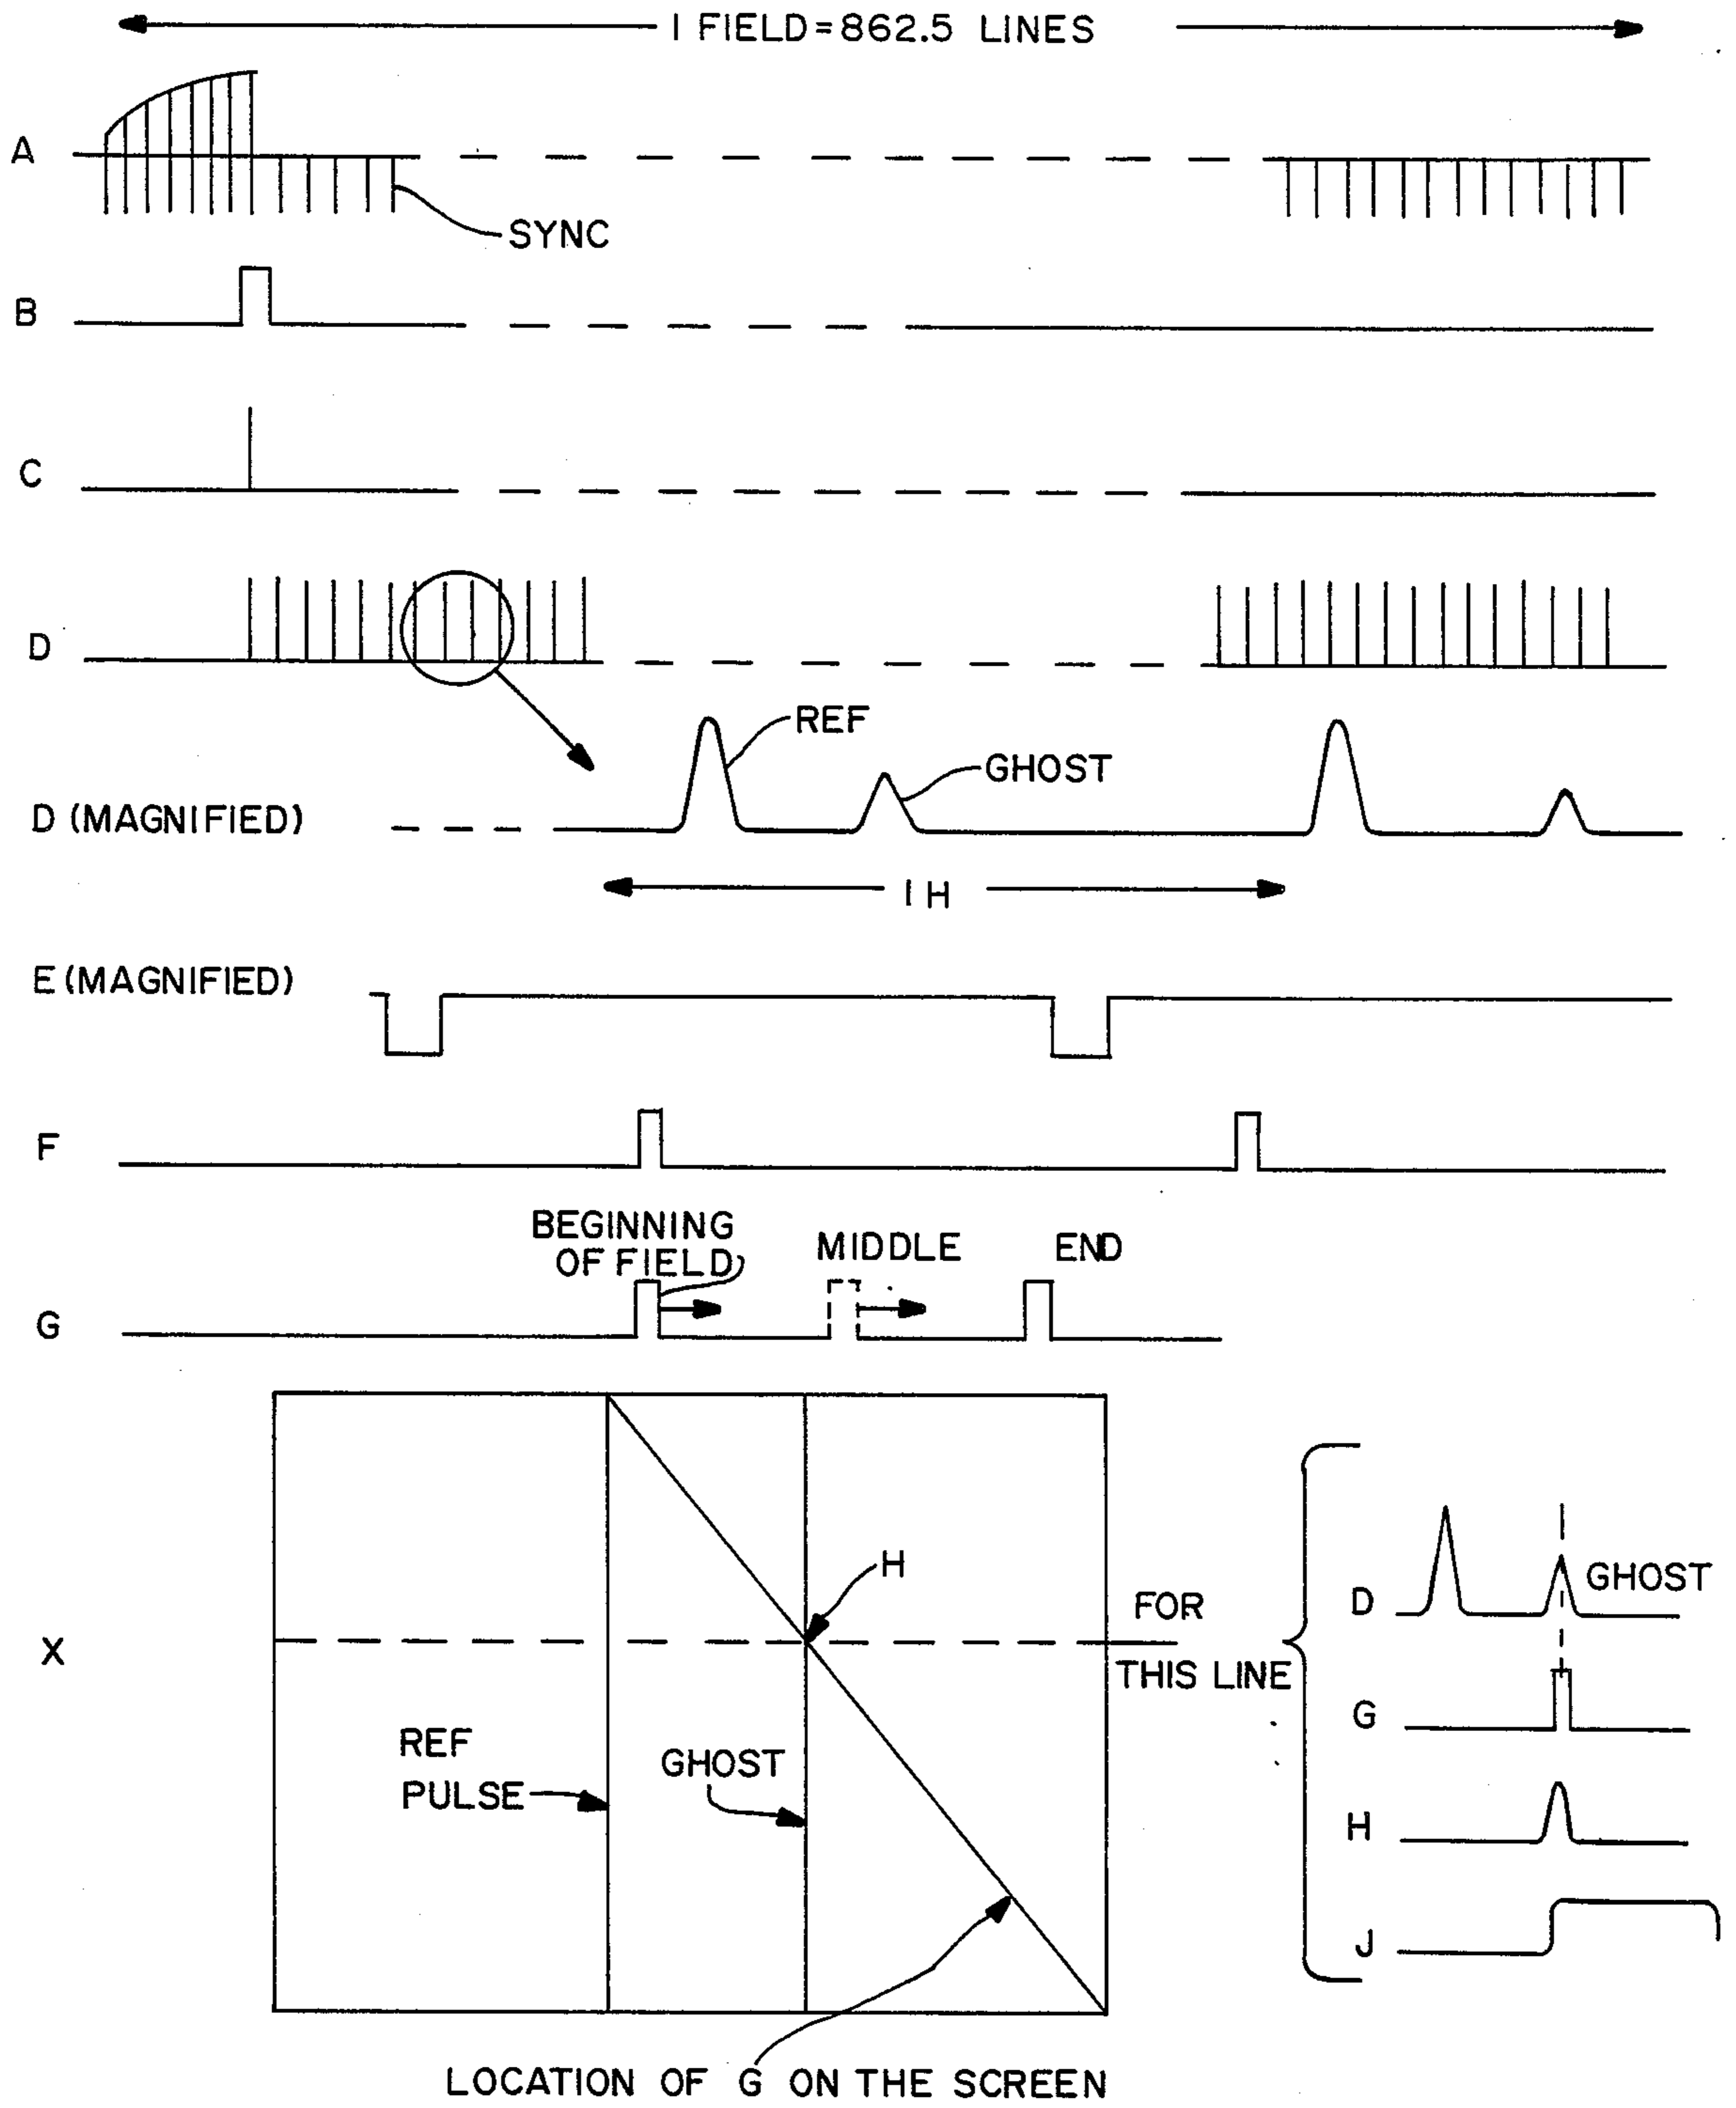 1 FIELD=862.5 LINES
A
SYNC
B
C
D
REF
GHOST
D (MAGNIFIED)
1 H
E (MAGNIFIED)
F
BEGINNING
OF FIELD
MIDDLE
END
G
H
FOR
THIS LINE
X
REF
PULSE
GHOST
D
GHOST
G
H
J
LOCATION OF G ON THE SCREEN